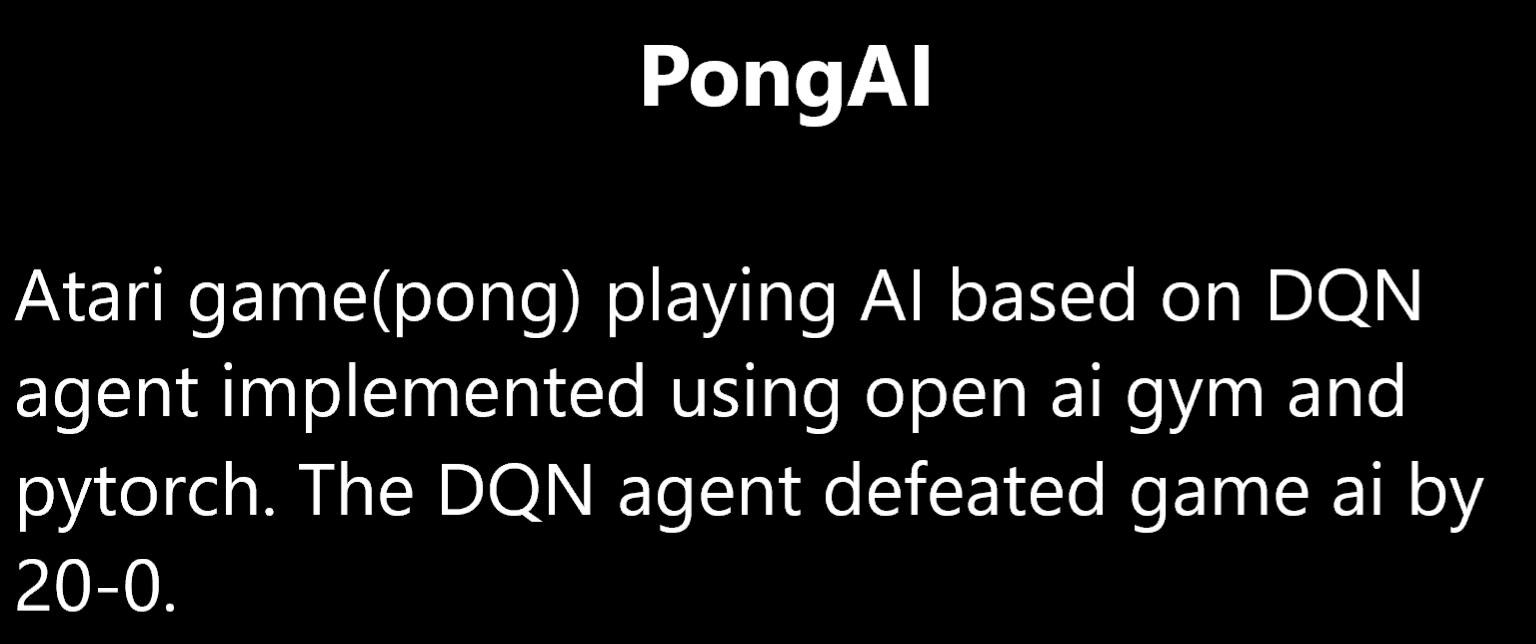 PongAI
Atari game(pong) playing AI based on DQN
agent implemented using open ai gym and
pytorch. The DQN agent defeated game ai by
20-0.